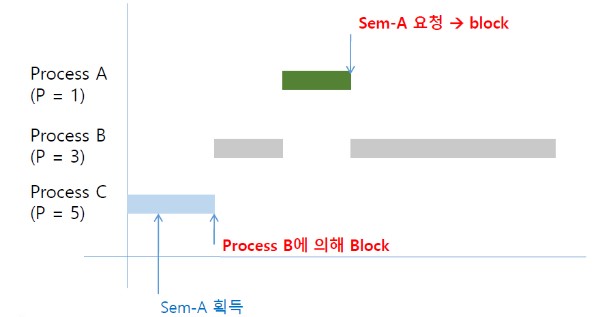 Sem-A 요청 → block
Process A
(P = 1)
Process B
(P = 3)
Process C
(P = 5)
Process B에 의해 Block
Sem-A 획득